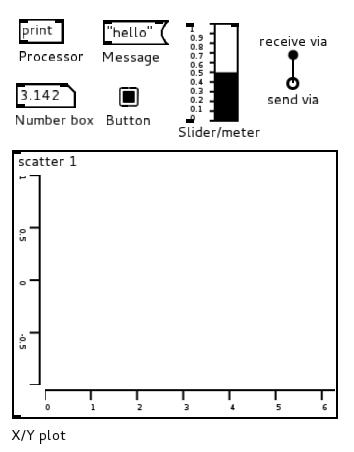 print
Processor
"hello"
Message
3.142
Number box
Button
1
0.9
0.8
0.7
0.6
0.5
0.4
0.3
0.2
0.1
0
Slider/meter
receive via
send via
scatter 1
1
0.5
0
-0.5
0 1 2 3 4 5 6
X/Y plot